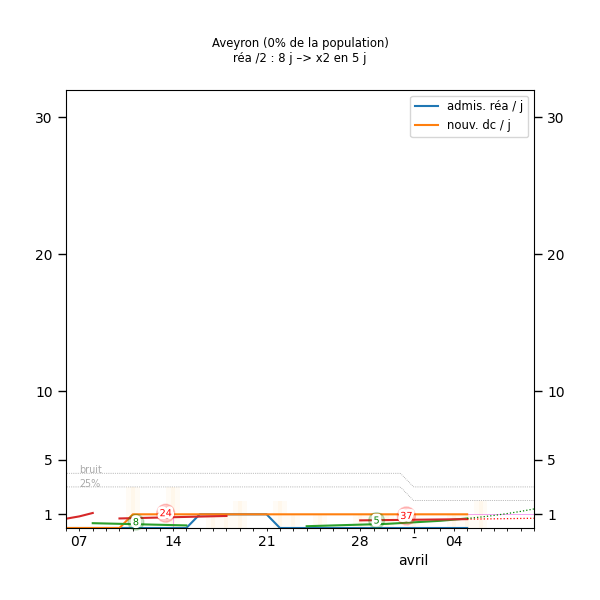 Aveyron (0% de la population)
réa /2 : 8 j –> x2 en 5 j
admis. réa / j
nouv. dc / j
30 30
20 20
10 10
5 5
1 1
bruit
25%
8 24 5 37
07 14 21 28 - 04
avril